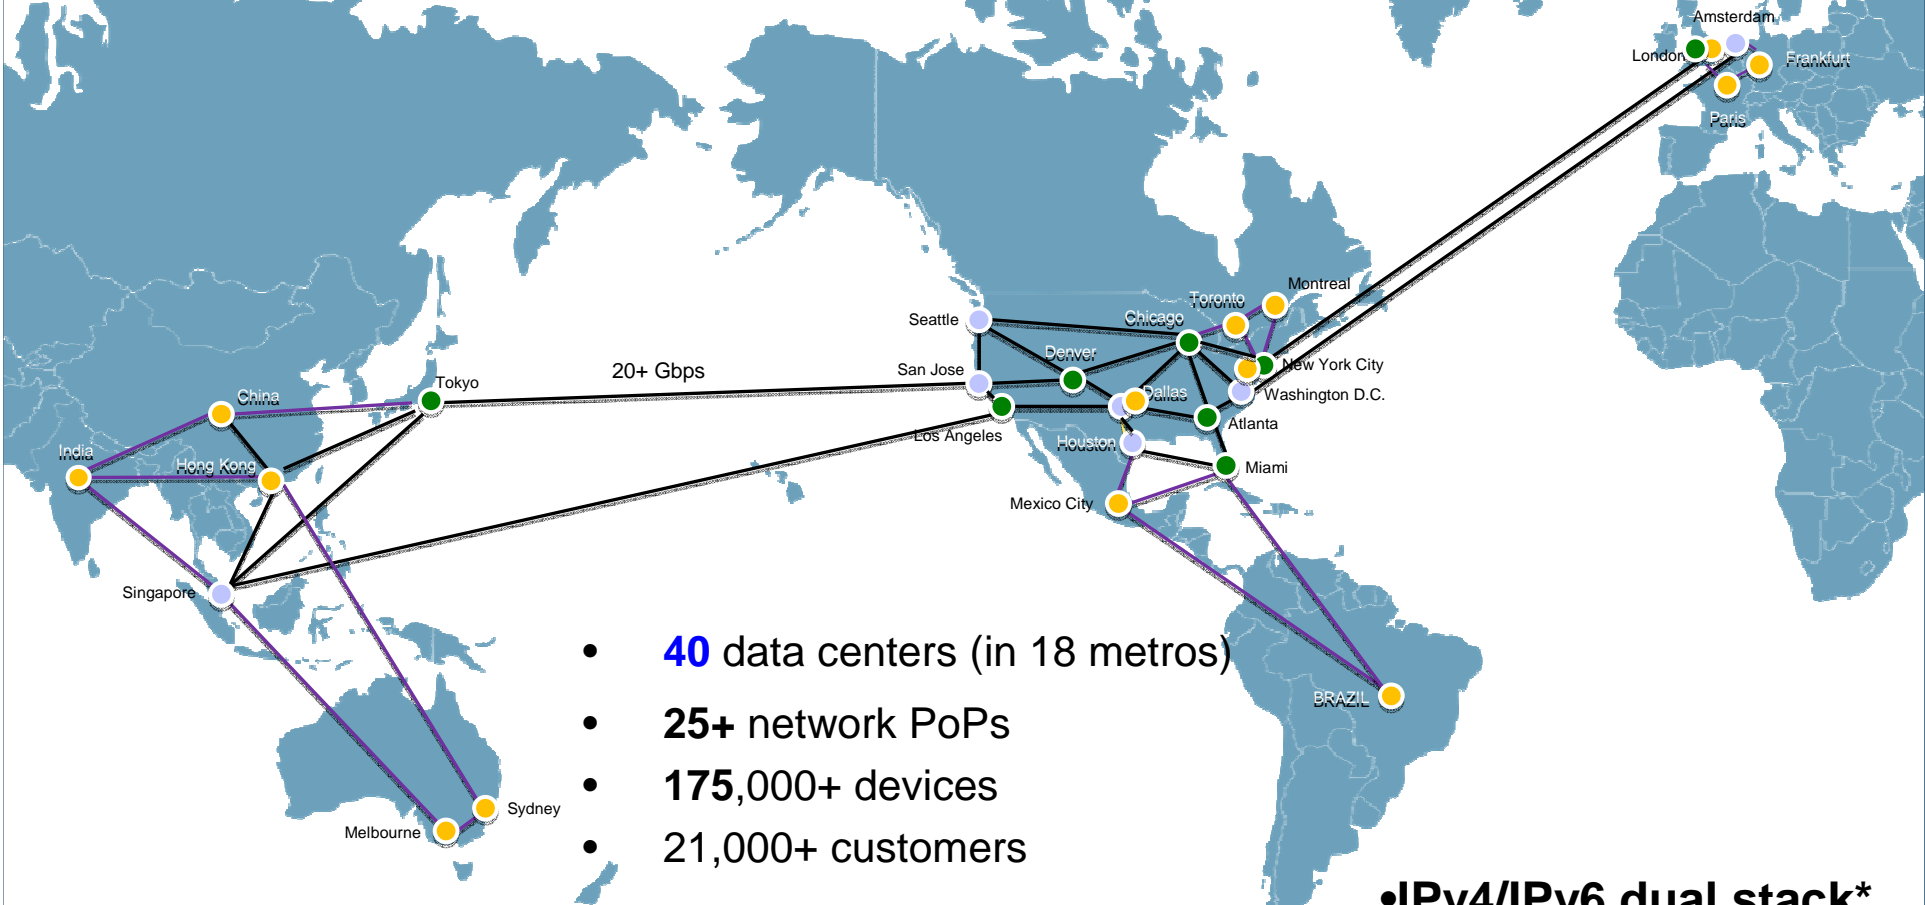 Amsterdam
London
Frankfurt
Paris
Montreal
Toronto
Chicago
Seattle
Denver
San Jose
New York City
20+ Gbps
Tokyo
China
Dallas
Washington D.C.
Los Angeles
Atlanta
Houston
India
Hong Kong
Miami
Mexico City
Singapore
• 40 data centers (in 18 metros)
BRAZIL
• 25+ network PoPs
• 175,000+ devices
Sydney
Melbourne
• 21,000+ customers
•IPv4/IPv6 dual stack*